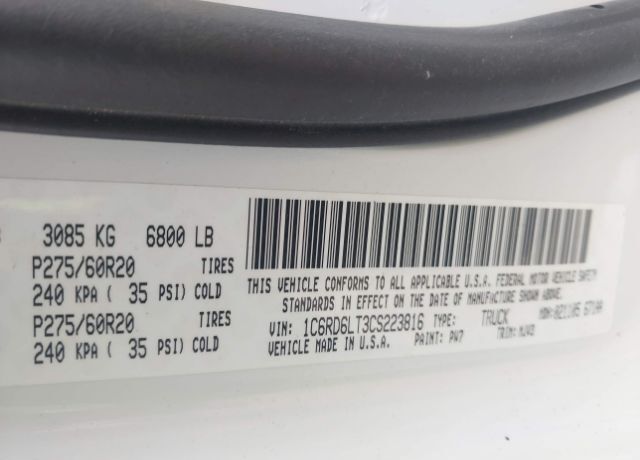 3085 KG 6800 LB
P275/60R20 TIRES
240 KPA ( 35 PSI) COLD
P275/60R20 TIRES
240 KPA ( 35 PSI) COLD
THIS VEHICLE CONFORMS TO ALL APPLICABLE U.S.A. FEDERAL MOTOR VEHICLE SAFETY
STANDARDS IN EFFECT ON THE DATE OF MANUFACTURE SHOWN ABOVE.
VIN: 1C6RD6LT3CS223816 TYPE: TRUCK MDH:
VEHICLE MADE IN U.S.A. PAINT: PW7 TRIM: